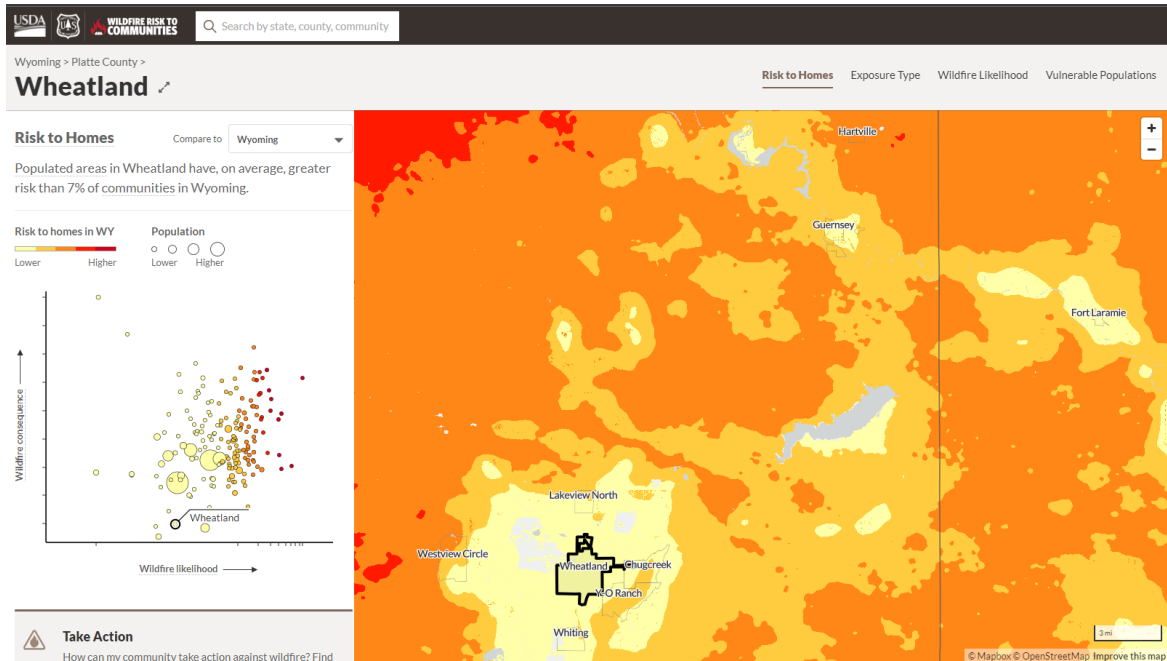 USDA
U S
WILDFIRE RISK TO
COMMUNITIES
Search by state, county, community
Wyoming > Platte County >
Wheatland
Risk to Homes
Exposure Type
Wildfire Likelihood
Vulnerable Populations
Risk to Homes
Compare to
Wyoming
Populated areas in Wheatland have, on average, greater
risk than 7% of communities in Wyoming.
Risk to homes in WY
Population
Lower
Higher
Lower
Higher
Wildfire consequence
Wheatland
Wildfire likelihood
Take Action
How can my community take action against wildfire? Find
Hartville
+
−
Guernsey
Fort Laramie
Lakeview North
Westview Circle
Wheatland
Chugcreek
Y-O Ranch
Whiting
3 mi
© Mapbox © OpenStreetMap Improve this map